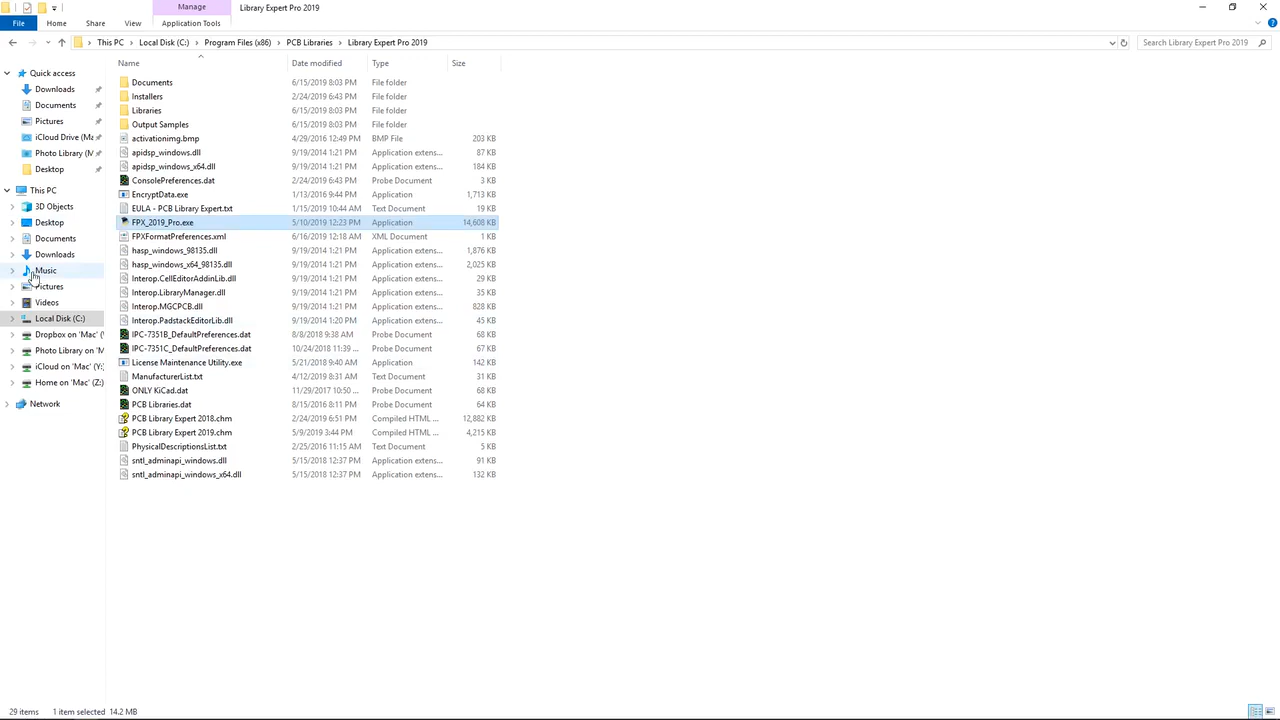 Manage
Library Expert Pro 2019
File
Home
Share
View
Application Tools
This PC
Local Disk (C:)
Program Files (x86)
PCB Libraries
Library Expert Pro 2019
Search Library Expert Pro 2019
Name
Date modified
Type
Size
Quick access
Downloads
Documents
Pictures
iCloud Drive (Ma
Photo Library (M
Desktop
This PC
3D Objects
Desktop
Documents
Downloads
Music
Pictures
Videos
Local Disk (C:)
Dropbox on 'Mac' (
Photo Library on 'M
iCloud on 'Mac' (Y:
Home on 'Mac' (Z:)
Network
Documents 6/15/2019 8:03 PM File folder
Installers 2/24/2019 6:43 PM File folder
Libraries 6/15/2019 8:03 PM File folder
Output Samples 6/15/2019 8:03 PM File folder
activationimg.bmp 4/29/2016 12:49 PM BMP File 203 KB
apidsp_windows.dll 9/19/2014 1:21 PM Application extens... 87 KB
apidsp_windows_x64.dll 9/19/2014 1:21 PM Application extens... 184 KB
ConsolePreferences.dat 2/24/2019 6:43 PM Probe Document 3 KB
EncryptData.exe 1/13/2016 9:44 PM Application 1,713 KB
EULA - PCB Library Expert.txt 1/15/2019 10:44 AM Text Document 19 KB
FPX_2019_Pro.exe 5/10/2019 12:23 PM Application 14,608 KB
FPXFormatPreferences.xml 6/16/2019 12:18 AM XML Document 1 KB
hasp_windows_98135.dll 9/19/2014 1:21 PM Application extens... 1,876 KB
hasp_windows_x64_98135.dll 9/19/2014 1:21 PM Application extens... 2,025 KB
Interop.CellEditorAddinLib.dll 9/19/2014 1:21 PM Application extens... 29 KB
Interop.LibraryManager.dll 9/19/2014 1:21 PM Application extens... 35 KB
Interop.MGCPCB.dll 9/19/2014 1:21 PM Application extens... 828 KB
Interop.PadstackEditorLib.dll 9/19/2014 1:20 PM Application extens... 45 KB
IPC-7351B_DefaultPreferences.dat 8/8/2018 9:38 AM Probe Document 68 KB
IPC-7351C_DefaultPreferences.dat 10/24/2018 11:39 ... Probe Document 67 KB
License Maintenance Utility.exe 5/21/2018 9:40 AM Application 142 KB
ManufacturerList.txt 4/12/2019 8:31 AM Text Document 31 KB
ONLY KiCad.dat 11/29/2017 10:50 ... Probe Document 68 KB
PCB Libraries.dat 8/15/2016 8:11 PM Probe Document 64 KB
PCB Library Expert 2018.chm 2/24/2019 6:51 PM Compiled HTML ... 12,882 KB
PCB Library Expert 2019.chm 5/9/2019 3:44 PM Compiled HTML ... 4,215 KB
PhysicalDescriptionsList.txt 2/25/2016 11:15 AM Text Document 5 KB
sntl_adminapi_windows.dll 5/15/2018 12:37 PM Application extens... 91 KB
sntl_adminapi_windows_x64.dll 5/15/2018 12:37 PM Application extens... 132 KB
29 items 1 item selected 14.2 MB